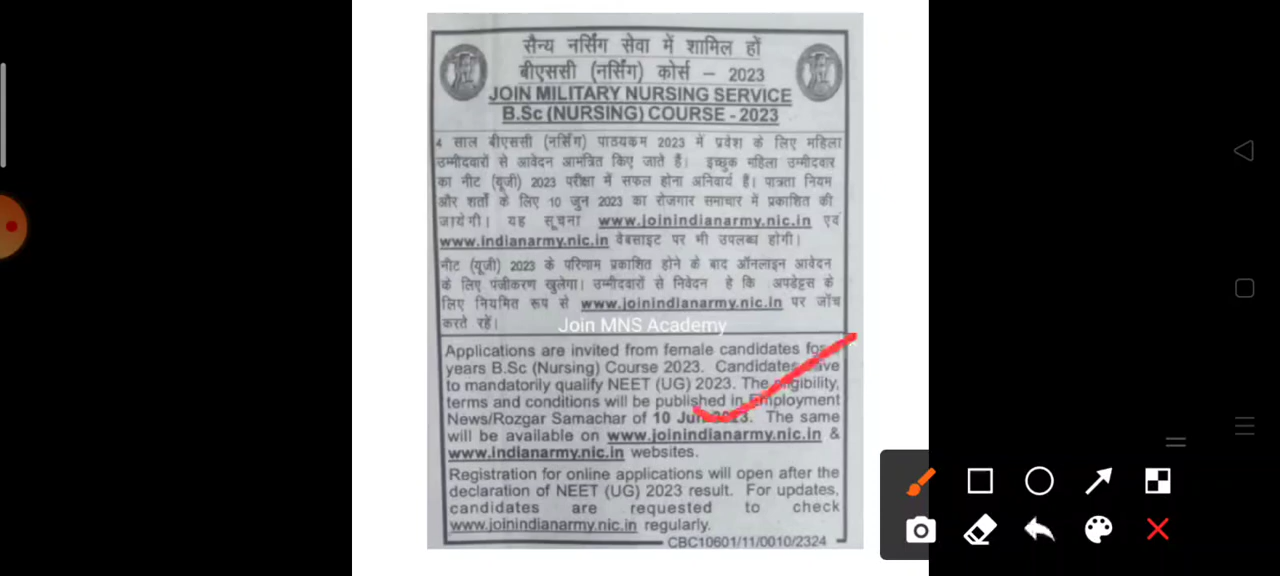 सैन्य नर्सिंग सेवा में शामिल हों
बीएससी (नर्सिंग) कोर्स – 2023
JOIN MILITARY NURSING SERVICE
B.Sc (NURSING) COURSE - 2023
4 साल बीएससी (नर्सिंग) पाठयकम 2023 में प्रवेश के लिए महिला
उम्मीदवारों से आवेदन आमंत्रित किए जाते हैं। इच्छुक महिला उम्मीदवार
का नीट (यूजी) 2023 परीक्षा में सफल होना अनिवार्य हैं। पात्रता नियम
और शर्तों के लिए 10 जुन 2023 का रोजगार समाचार में प्रकाशित की
जायेगी। यह सूचना www.joinindianarmy.nic.in एवं
www.indianarmy.nic.in वेबसाइट पर भी उपलब्ध होगी।
नीट (यूजी) 2023 के परिणाम प्रकाशित होने के बाद ऑनलाइन आवेदन
के लिए पंजीकरण खुलेगा। उम्मीदवारों से निवेदन है कि अपडेट्स के
लिए नियमित रूप से www.joinindianarmy.nic.in पर जाँच
करते रहें।
Join MNS Academy
Applications are invited from female candidates for
years B.Sc (Nursing) Course 2023. Candidates have
to mandatorily qualify NEET (UG) 2023. The eligibility,
terms and conditions will be published in Employment
News/Rozgar Samachar of 10 Jun 2023. The same
will be available on www.joinindianarmy.nic.in &
www.indianarmy.nic.in websites.
Registration for online applications will open after the
declaration of NEET (UG) 2023 result. For updates,
candidates are requested to check
www.joinindianarmy.nic.in regularly.
CBC10601/11/0010/2324